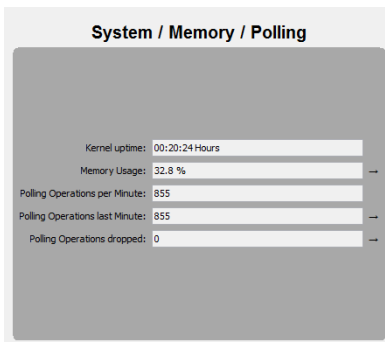 System / Memory / Polling
Kernel uptime: 00:20:24 Hours
Memory Usage: 32.8 % →
Polling Operations per Minute: 855
Polling Operations last Minute: 855 →
Polling Operations dropped: 0 →